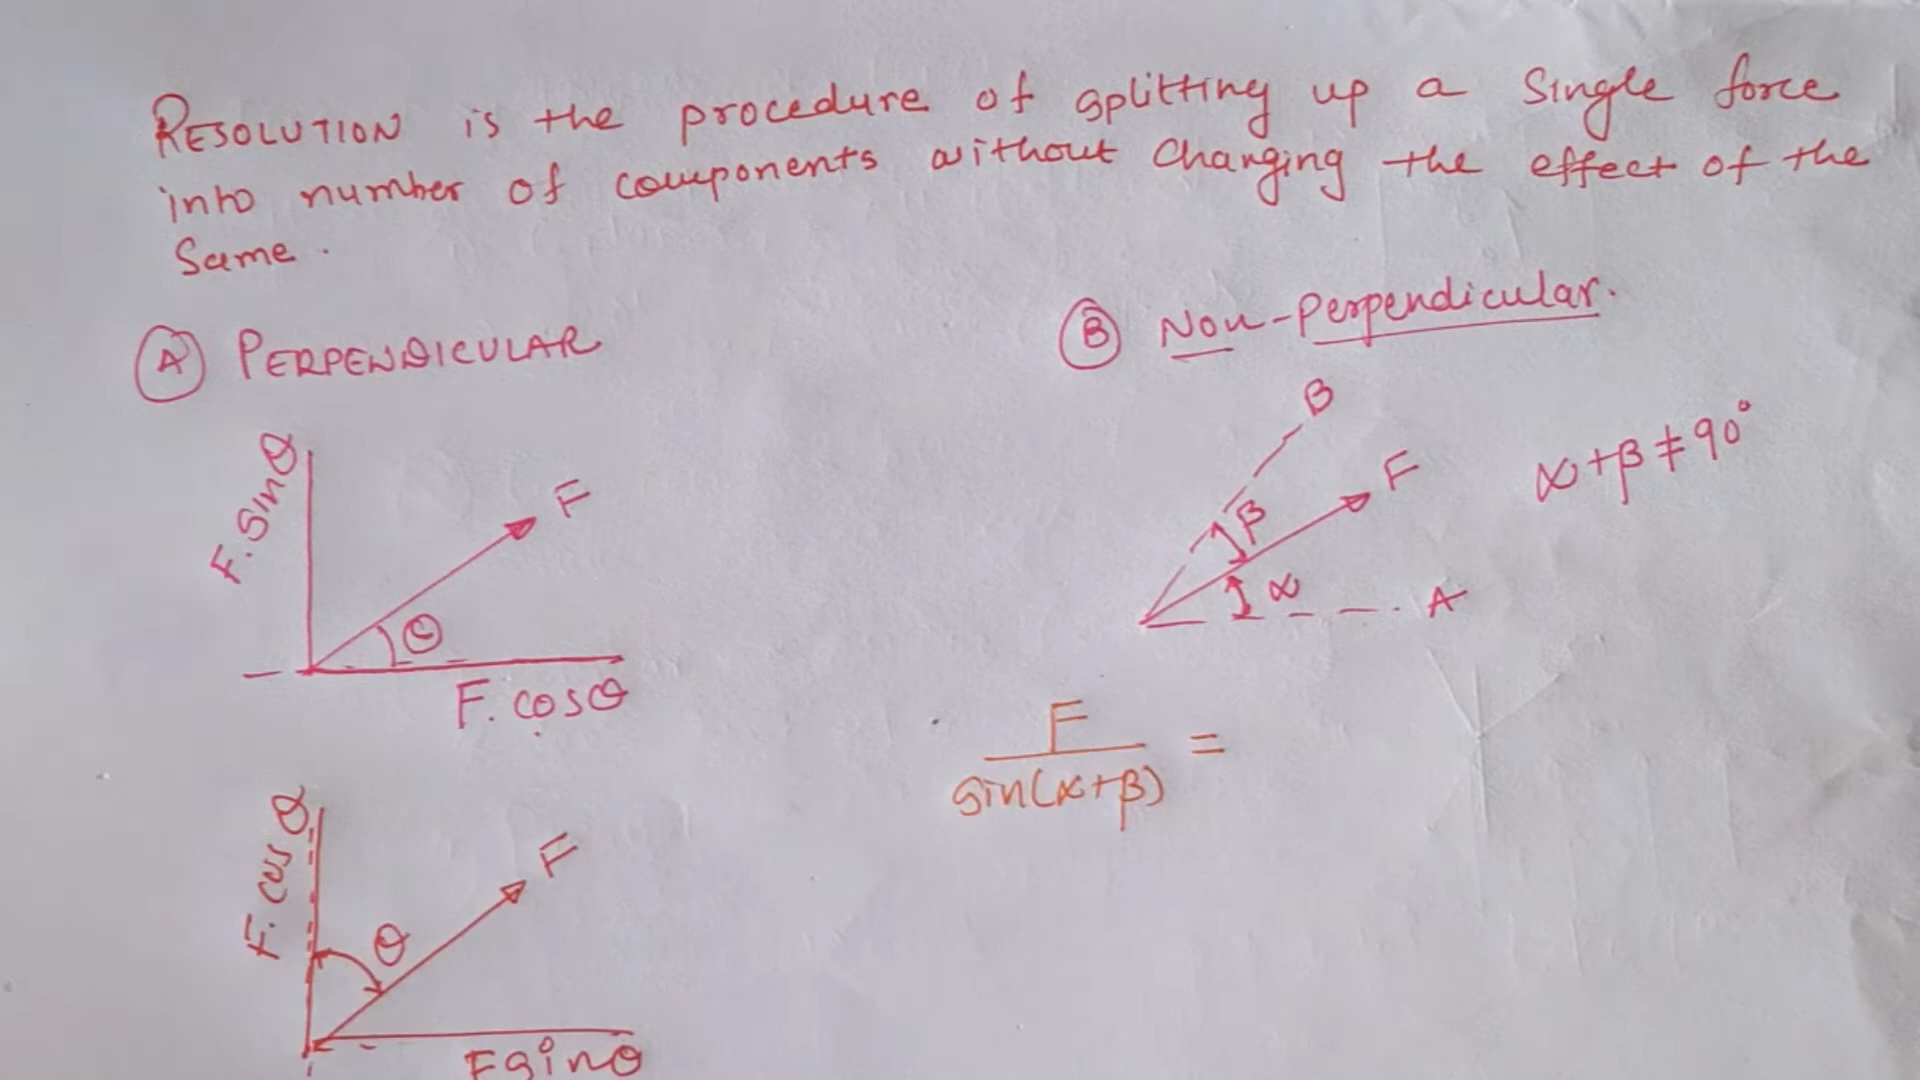 RESOLUTION is the procedure of splitting up a single force
into number of components without changing the effect of the
Same.
Ⓐ PERPENDICULAR
Ⓑ Non-Perpendicular.
F. Sinθ
F
θ
F. cosθ
B
β
F
α
A
α+β≠90°
F
sin(α+β)
=
F. cos θ
F
θ
F sinθ